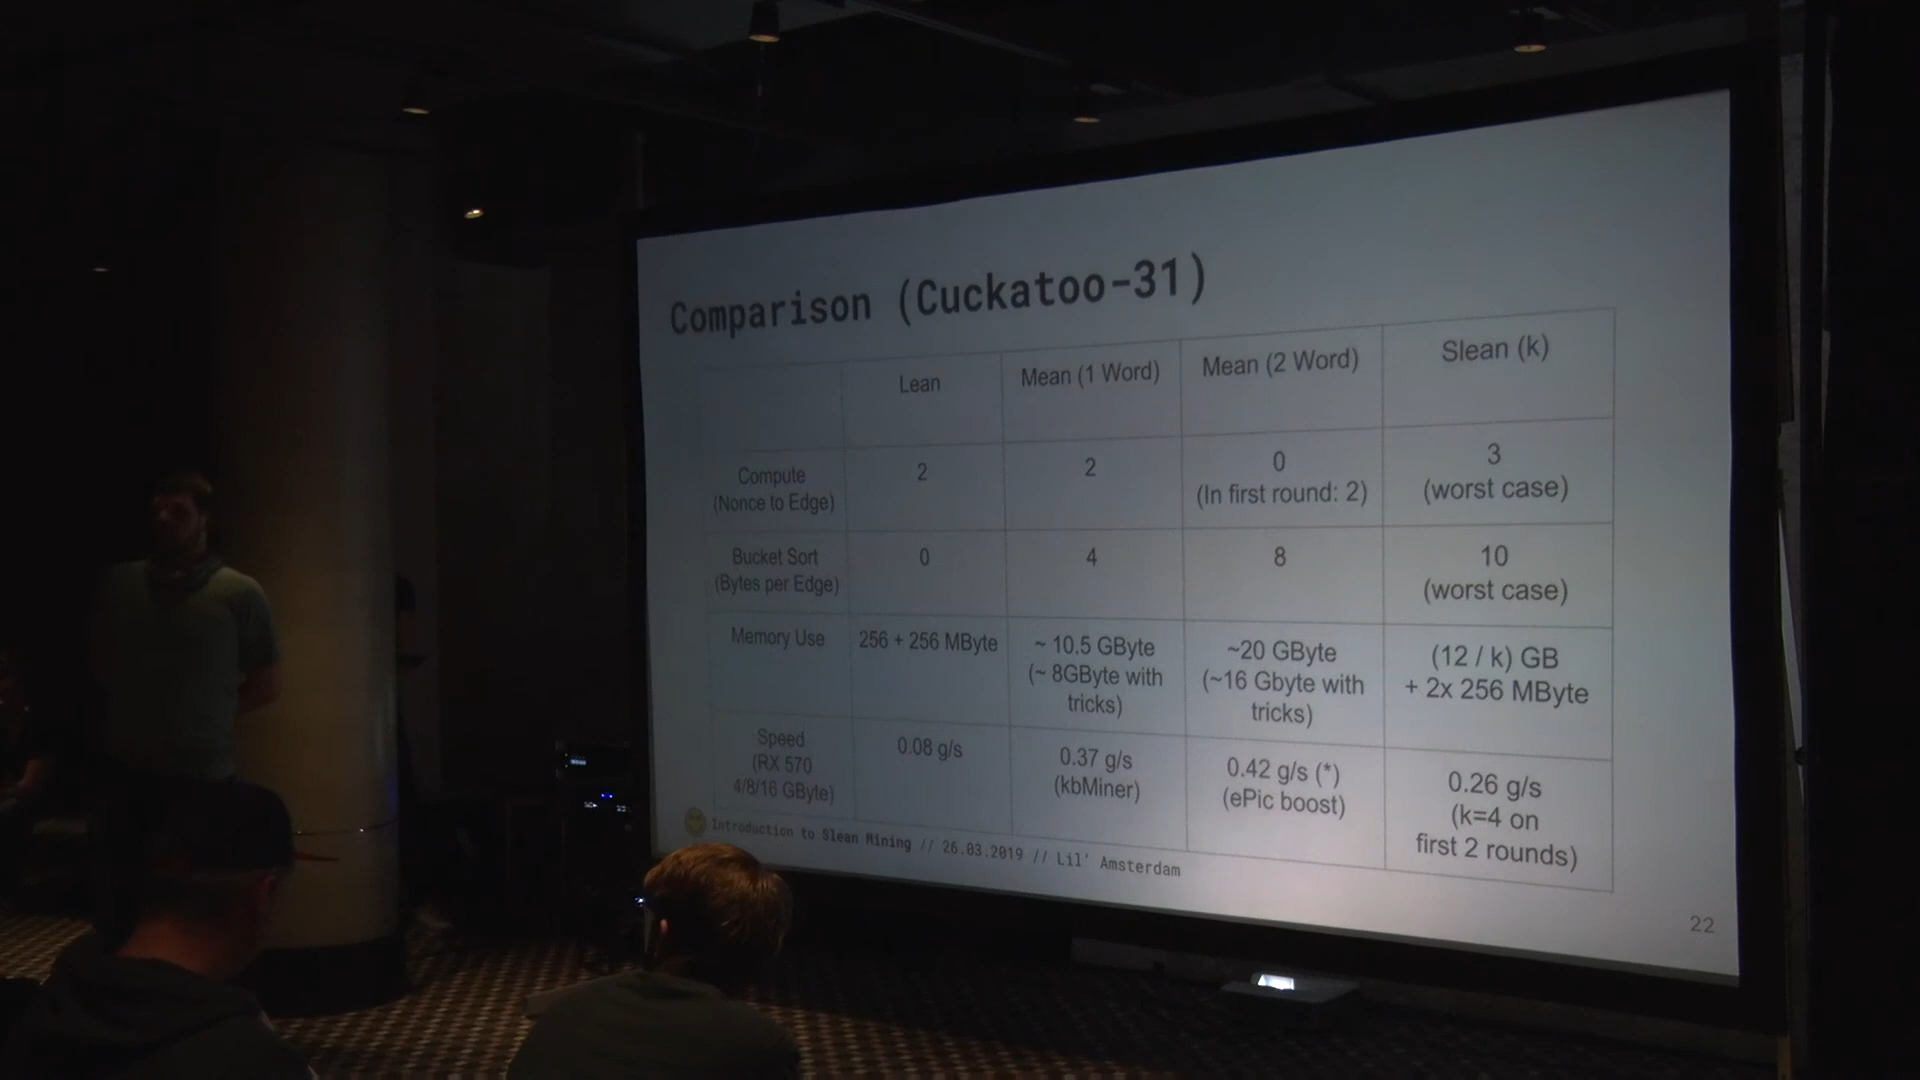 Comparison (Cuckatoo-31)
Lean
Mean (1 Word)
Mean (2 Word)
Slean (k)
Compute
(Nonce to Edge)
2
2
0
(In first round: 2)
3
(worst case)
Bucket Sort
(Bytes per Edge)
0
4
8
10
(worst case)
Memory Use
256 + 256 MByte
~ 10.5 GByte
(~ 8GByte with
tricks)
~20 GByte
(~16 Gbyte with
tricks)
(12 / k) GB
+ 2x 256 MByte
Speed
(RX 570
4/8/16 GByte)
0.08 g/s
0.37 g/s
(kbMiner)
0.42 g/s (*)
(ePic boost)
0.26 g/s
(k=4 on
first 2 rounds)
Introduction to Slean Mining // 26.03.2019 // Lil' Amsterdam
22